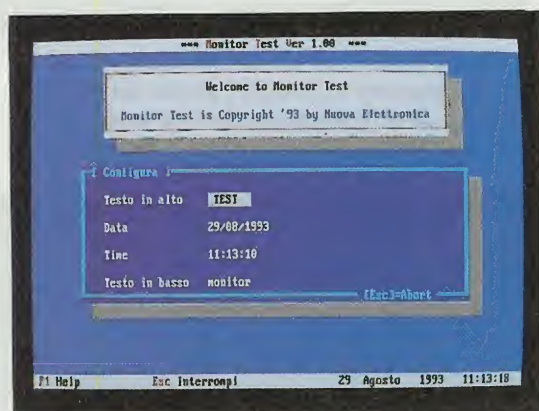 *** Monitor Test Ver 1.00 ***
Welcome to Monitor Test
Monitor Test is Copyright '93 by Nuova Elettronica
[ Configura ]
Testo in alto TEST
Data 29/08/1993
Time 11:13:10
Testo in basso monitor
[Esc]=Abort
F1 Help Esc Interrompi 29 Agosto 1993 11:13:18